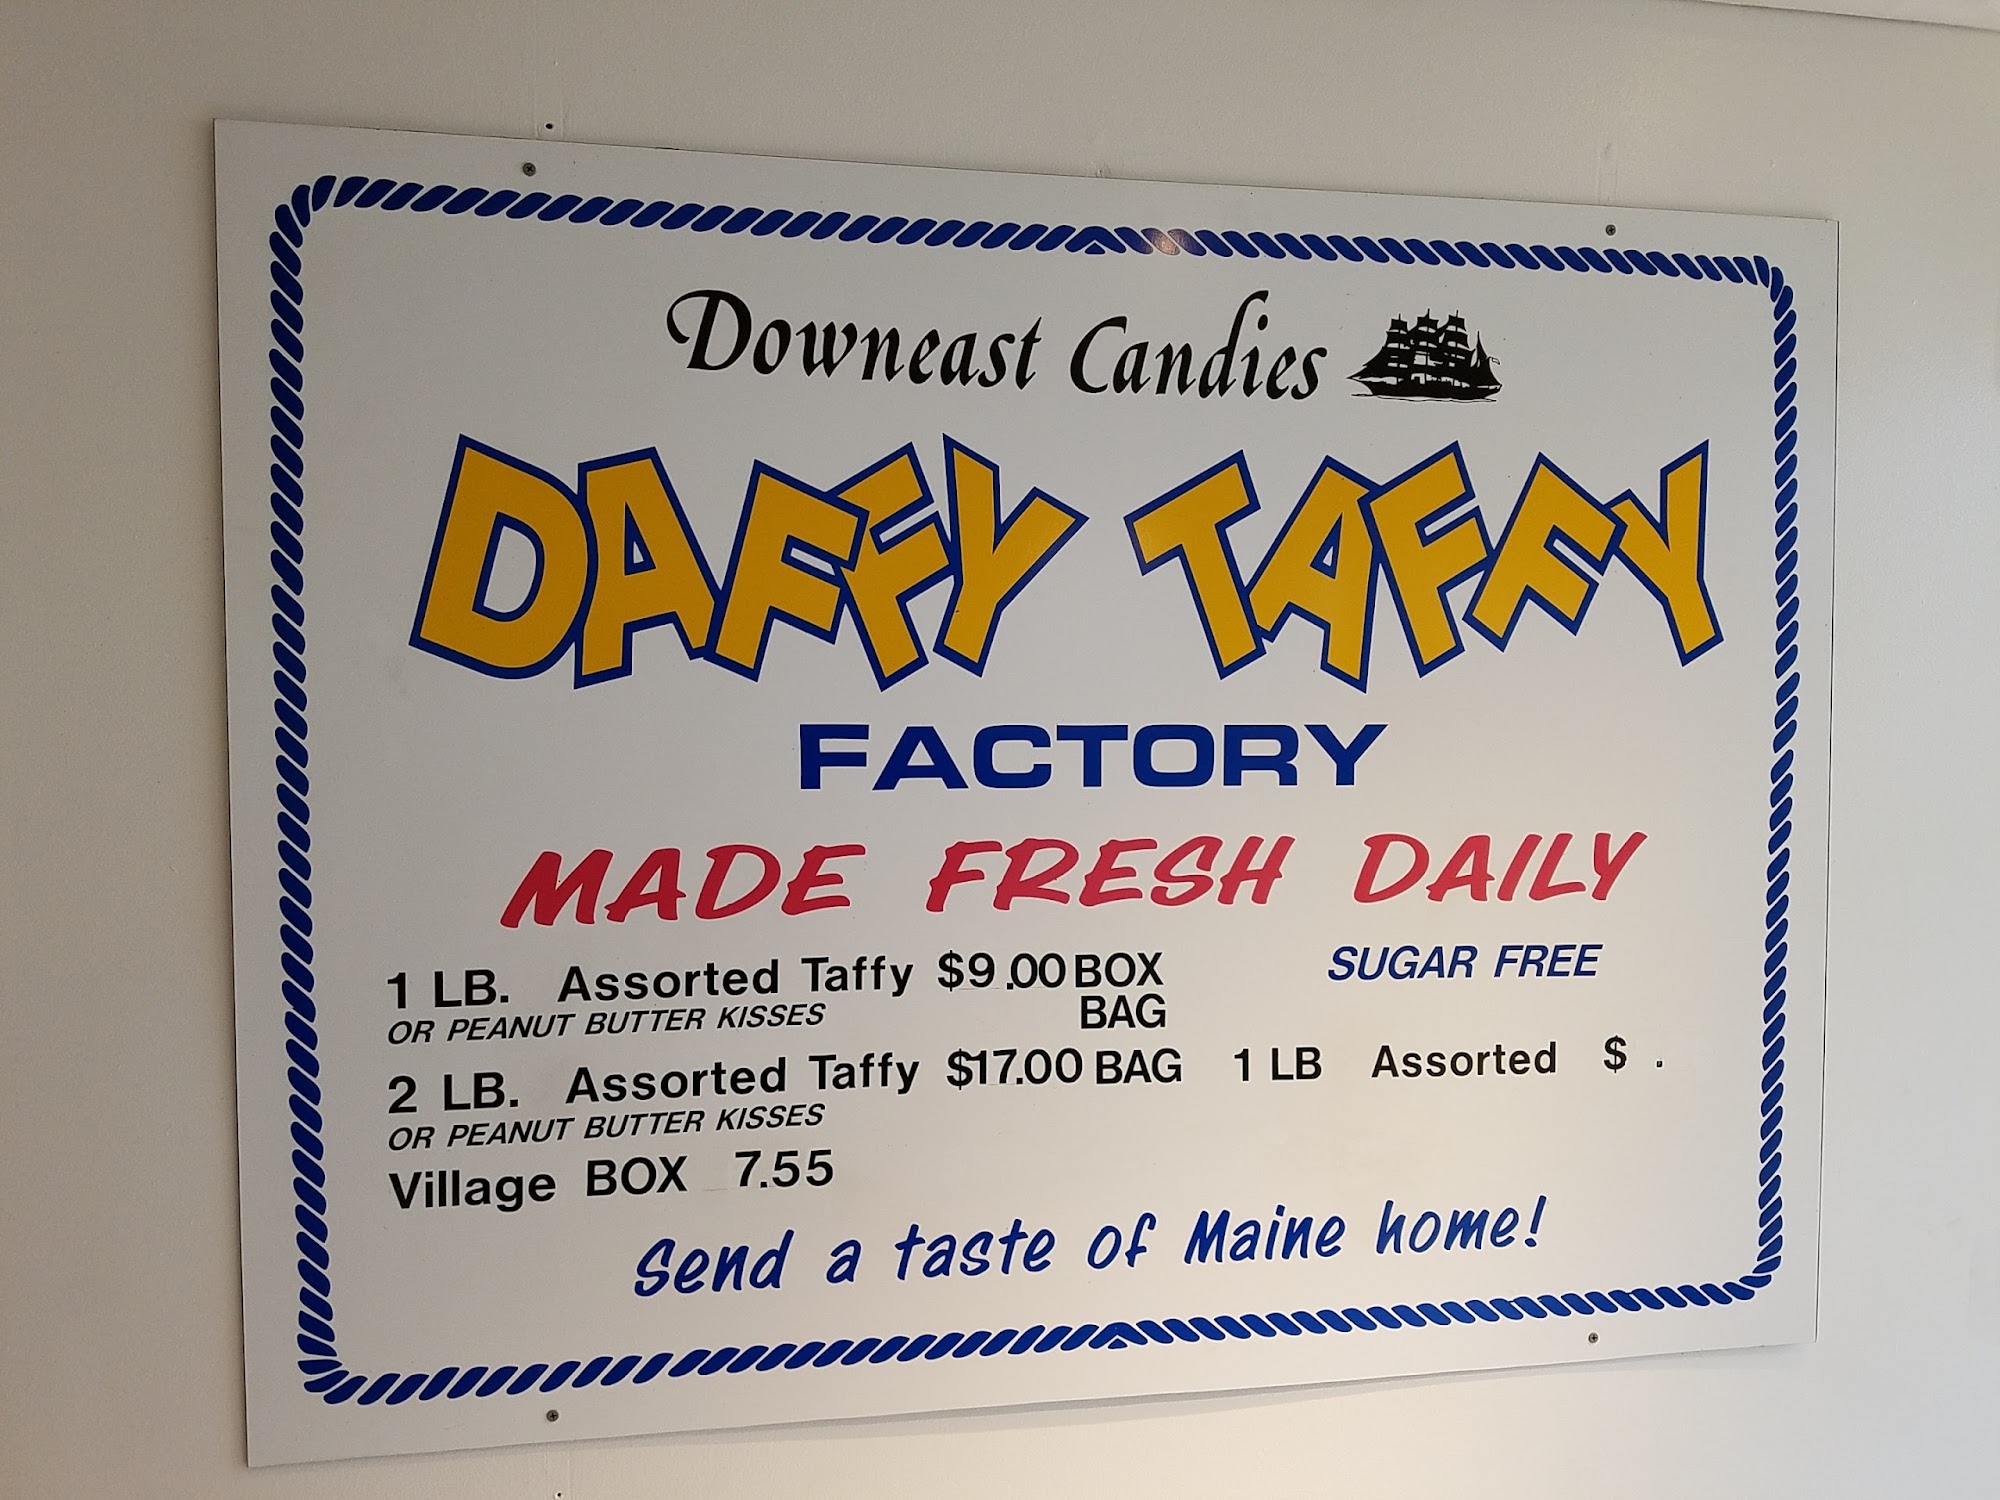 Downeast Candies
DAFFY TAFFY
FACTORY
MADE FRESH DAILY
1 LB. Assorted Taffy $9.00 BOX
OR PEANUT BUTTER KISSES BAG
2 LB. Assorted Taffy $17.00 BAG
OR PEANUT BUTTER KISSES
Village BOX 7.55
SUGAR FREE
1 LB Assorted $ .
Send a taste of Maine home!